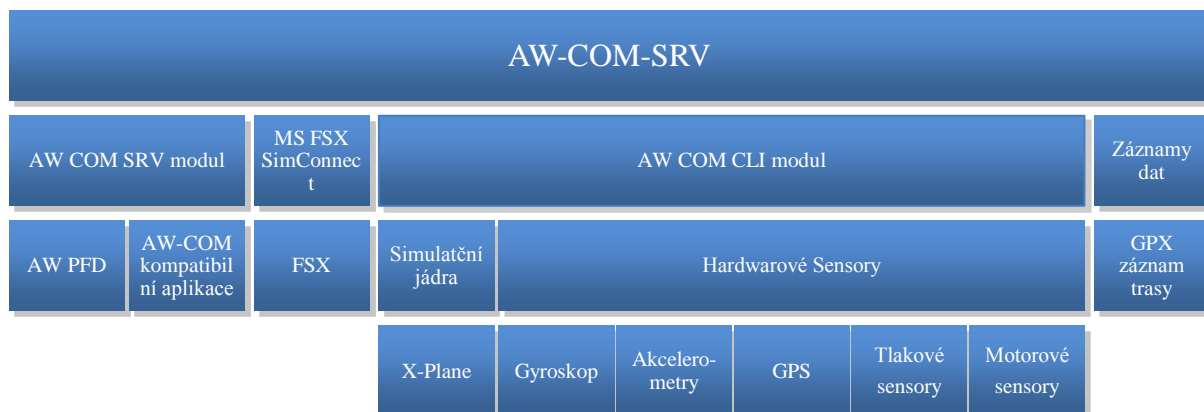 AW-COM-SRV
AW COM SRV modul
MS FSX
SimConnec
t
AW COM CLI modul
Záznamy
dat
AW PFD
AW-COM
kompatibil
ní aplikace
FSX
Simulatční
jádra
Hardwarové Sensory
GPX
záznam
trasy
X-Plane
Gyroskop
Akcelero-
metry
GPS
Tlakové
sensory
Motorové
sensory